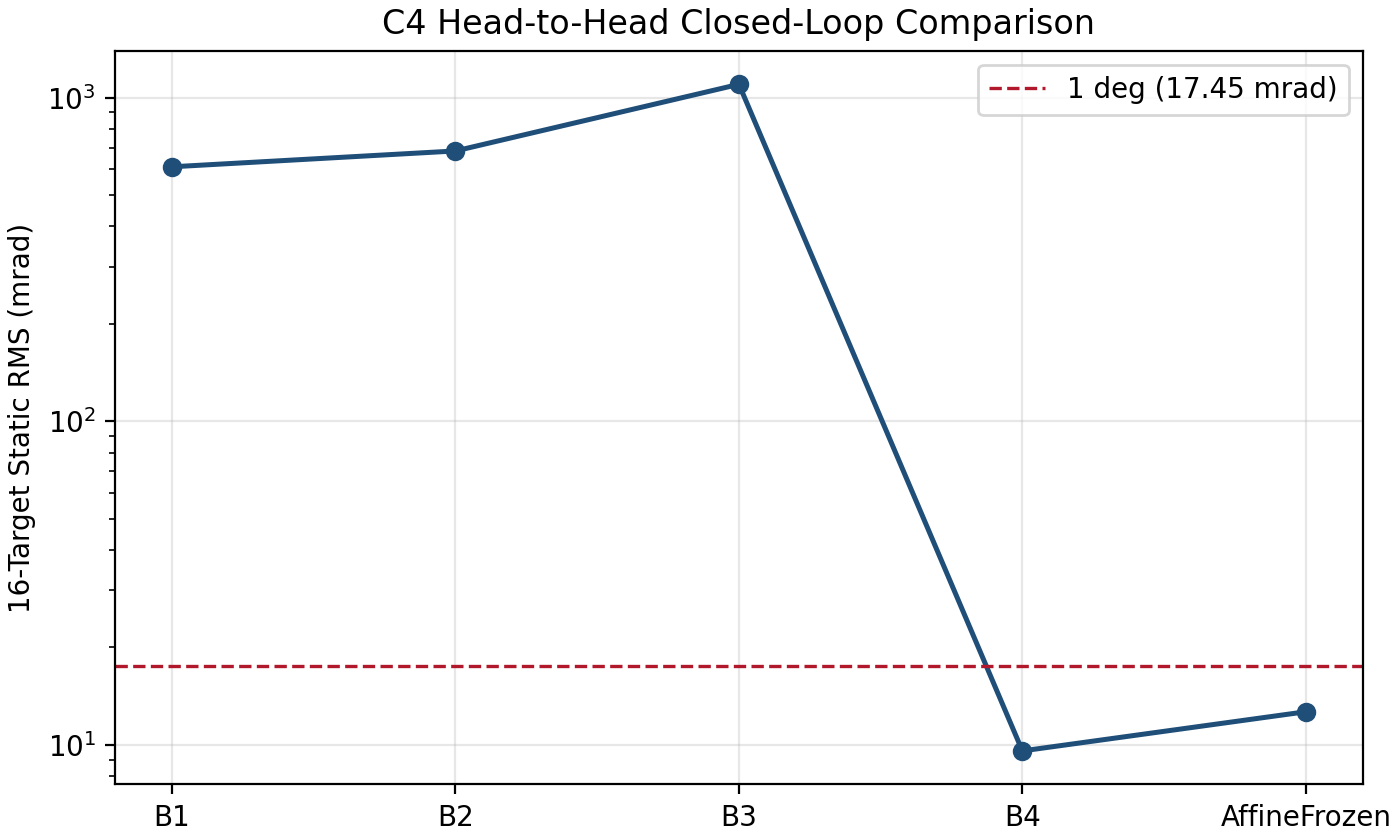 C4 Head-to-Head Closed-Loop Comparison
1 deg (17.45 mrad)
16-Target Static RMS (mrad)
10³
10²
10¹
B1 B2 B3 B4 AffineFrozen